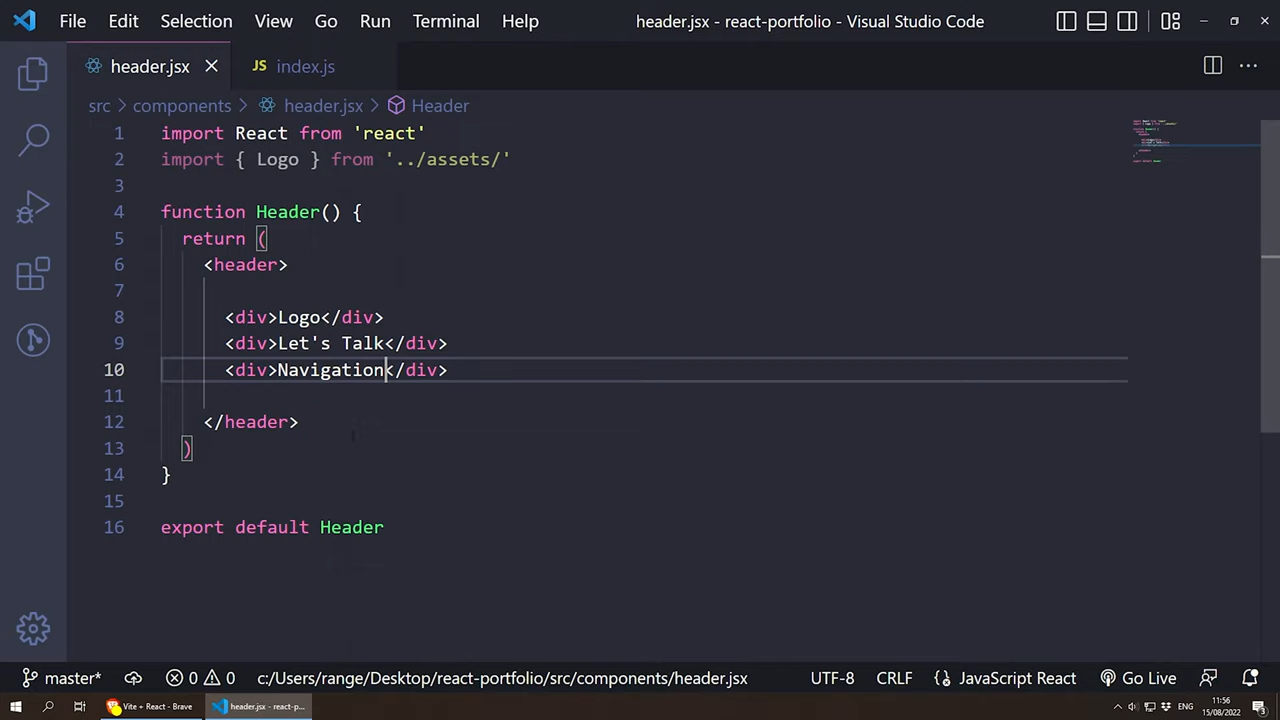 File Edit Selection View Go Run Terminal Help header.jsx - react-portfolio - Visual Studio Code
header.jsx JS index.js
src > components > header.jsx > Header
1 import React from 'react'
2 import { Logo } from '../assets/'
3
4 function Header() {
5 return (
6 <header>
7
8 <div>Logo</div>
9 <div>Let's Talk</div>
10 <div>Navigation</div>
11
12 </header>
13 )
14 }
15
16 export default Header
master* 0 0 c:/Users/range/Desktop/react-portfolio/src/components/header.jsx UTF-8 CRLF JavaScript React Go Live
Vite + React - Brave header.jsx - react-p... ENG 11:56
15/08/2022